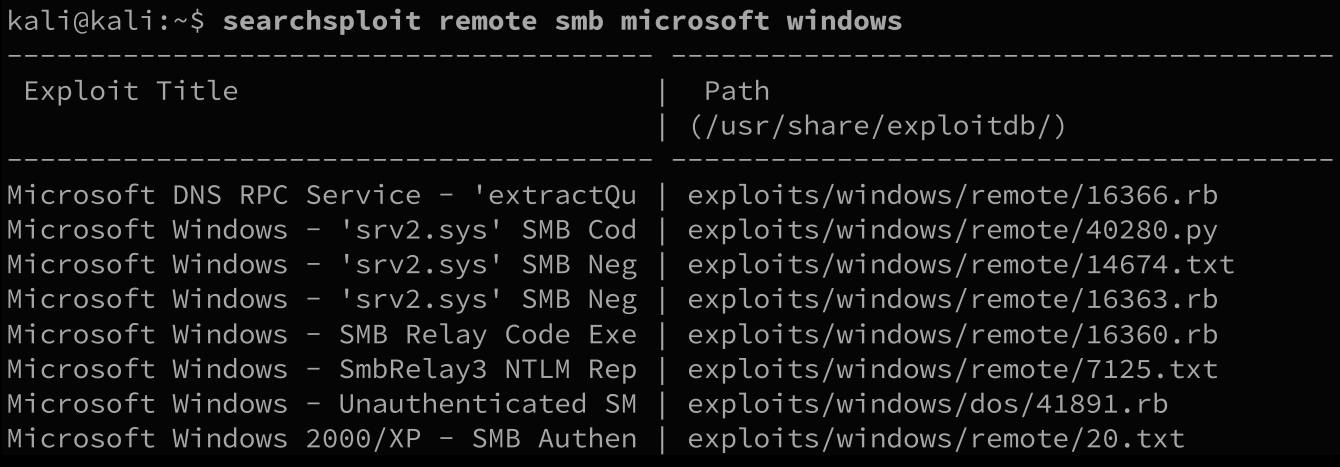 kali@kali:~$ searchsploit remote smb microsoft windows
--------------------------------------- ----------------------------------------
 Exploit Title                         |  Path
                                       | (/usr/share/exploitdb/)
--------------------------------------- ----------------------------------------
Microsoft DNS RPC Service - 'extractQu | exploits/windows/remote/16366.rb
Microsoft Windows - 'srv2.sys' SMB Cod | exploits/windows/remote/40280.py
Microsoft Windows - 'srv2.sys' SMB Neg | exploits/windows/remote/14674.txt
Microsoft Windows - 'srv2.sys' SMB Neg | exploits/windows/remote/16363.rb
Microsoft Windows - SMB Relay Code Exe | exploits/windows/remote/16360.rb
Microsoft Windows - SmbRelay3 NTLM Rep | exploits/windows/remote/7125.txt
Microsoft Windows - Unauthenticated SM | exploits/windows/dos/41891.rb
Microsoft Windows 2000/XP - SMB Authen | exploits/windows/remote/20.txt